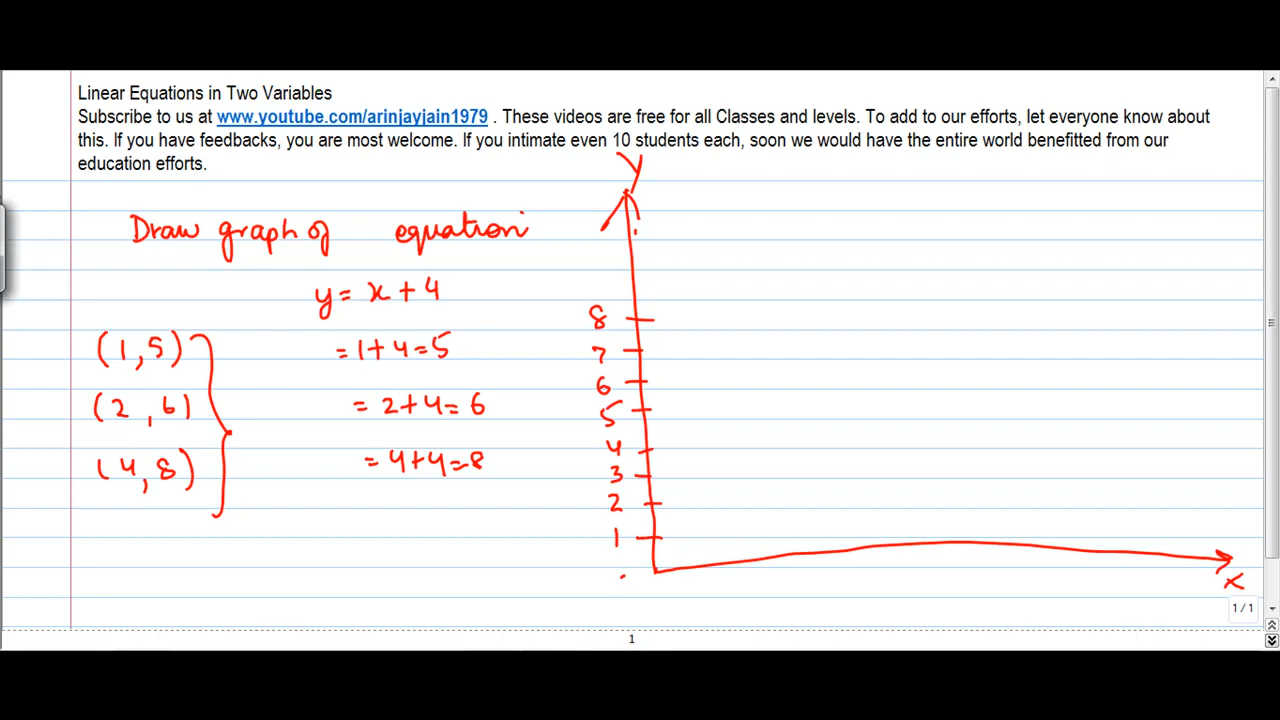 Linear Equations in Two Variables
Subscribe to us at www.youtube.com/arinjayjain1979 . These videos are free for all Classes and levels. To add to our efforts, let everyone know about
this. If you have feedbacks, you are most welcome. If you intimate even 10 students each, soon we would have the entire world benefitted from our
education efforts.
Draw graph of equation
y = x + 4
(1, 5) = 1 + 4 = 5
(2, 6) = 2 + 4 = 6
(4, 8) = 4 + 4 = 8
y
8
7
6
5
4
3
2
1
x
1 / 1
1